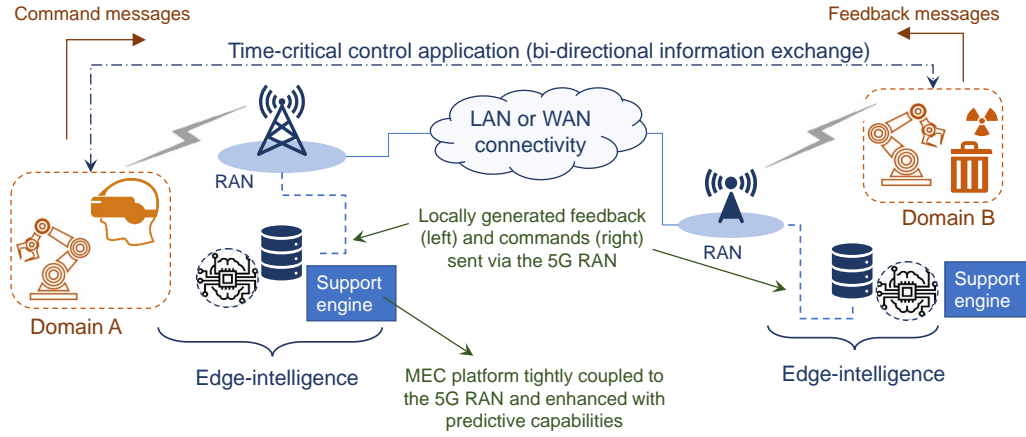 Command messages
Feedback messages
Time-critical control application (bi-directional information exchange)
LAN or WAN
connectivity
RAN
RAN
Domain B
Locally generated feedback
(left) and commands (right)
sent via the 5G RAN
Support
engine
Support
engine
Domain A
Edge-intelligence
Edge-intelligence
MEC platform tightly coupled to
the 5G RAN and enhanced with
predictive capabilities